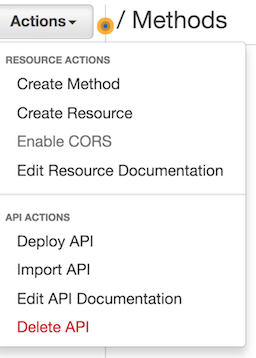 Actions
/ Methods
RESOURCE ACTIONS
Create Method
Create Resource
Enable CORS
Edit Resource Documentation
API ACTIONS
Deploy API
Import API
Edit API Documentation
Delete API